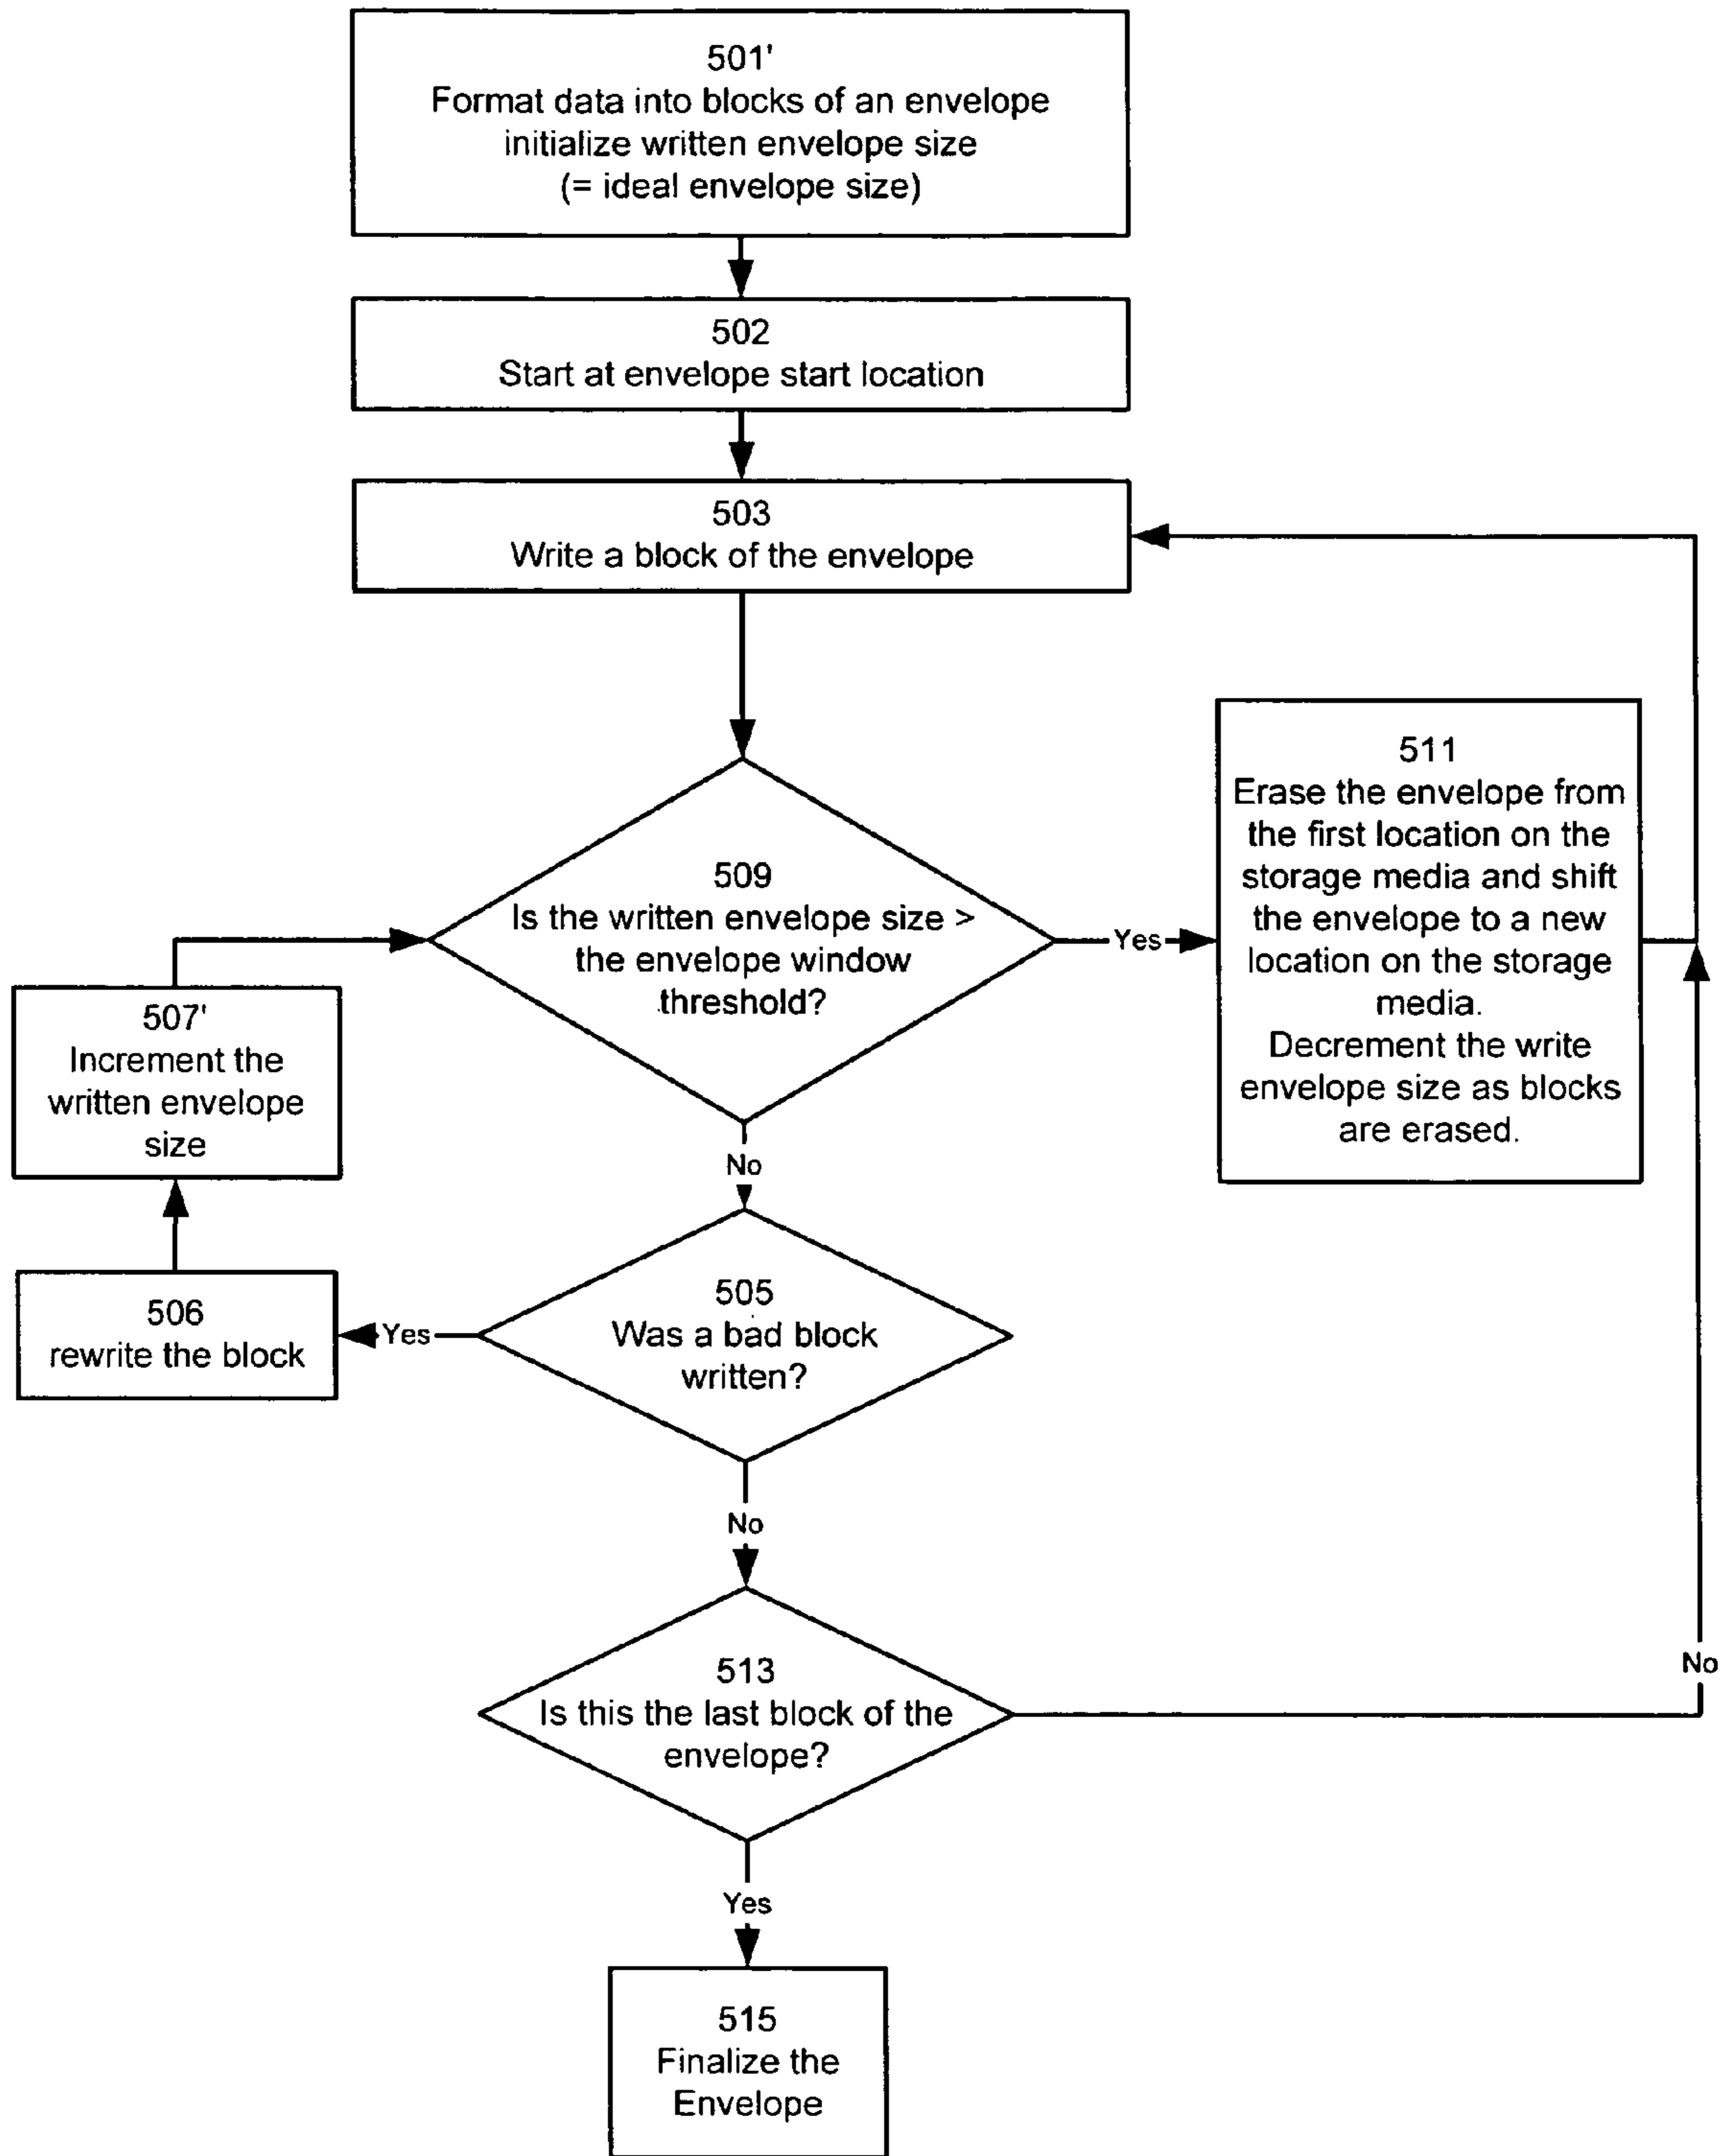 501'
Format data into blocks of an envelope
initialize written envelope size
(= ideal envelope size)
502
Start at envelope start location
503
Write a block of the envelope
509
Is the written envelope size >
the envelope window
threshold?
Yes
511
Erase the envelope from
the first location on the
storage media and shift
the envelope to a new
location on the storage
media.
Decrement the write
envelope size as blocks
are erased.
507'
Increment the
written envelope
size
No
505
Was a bad block
written?
Yes
506
rewrite the block
No
513
Is this the last block of the
envelope?
No
Yes
515
Finalize the
Envelope